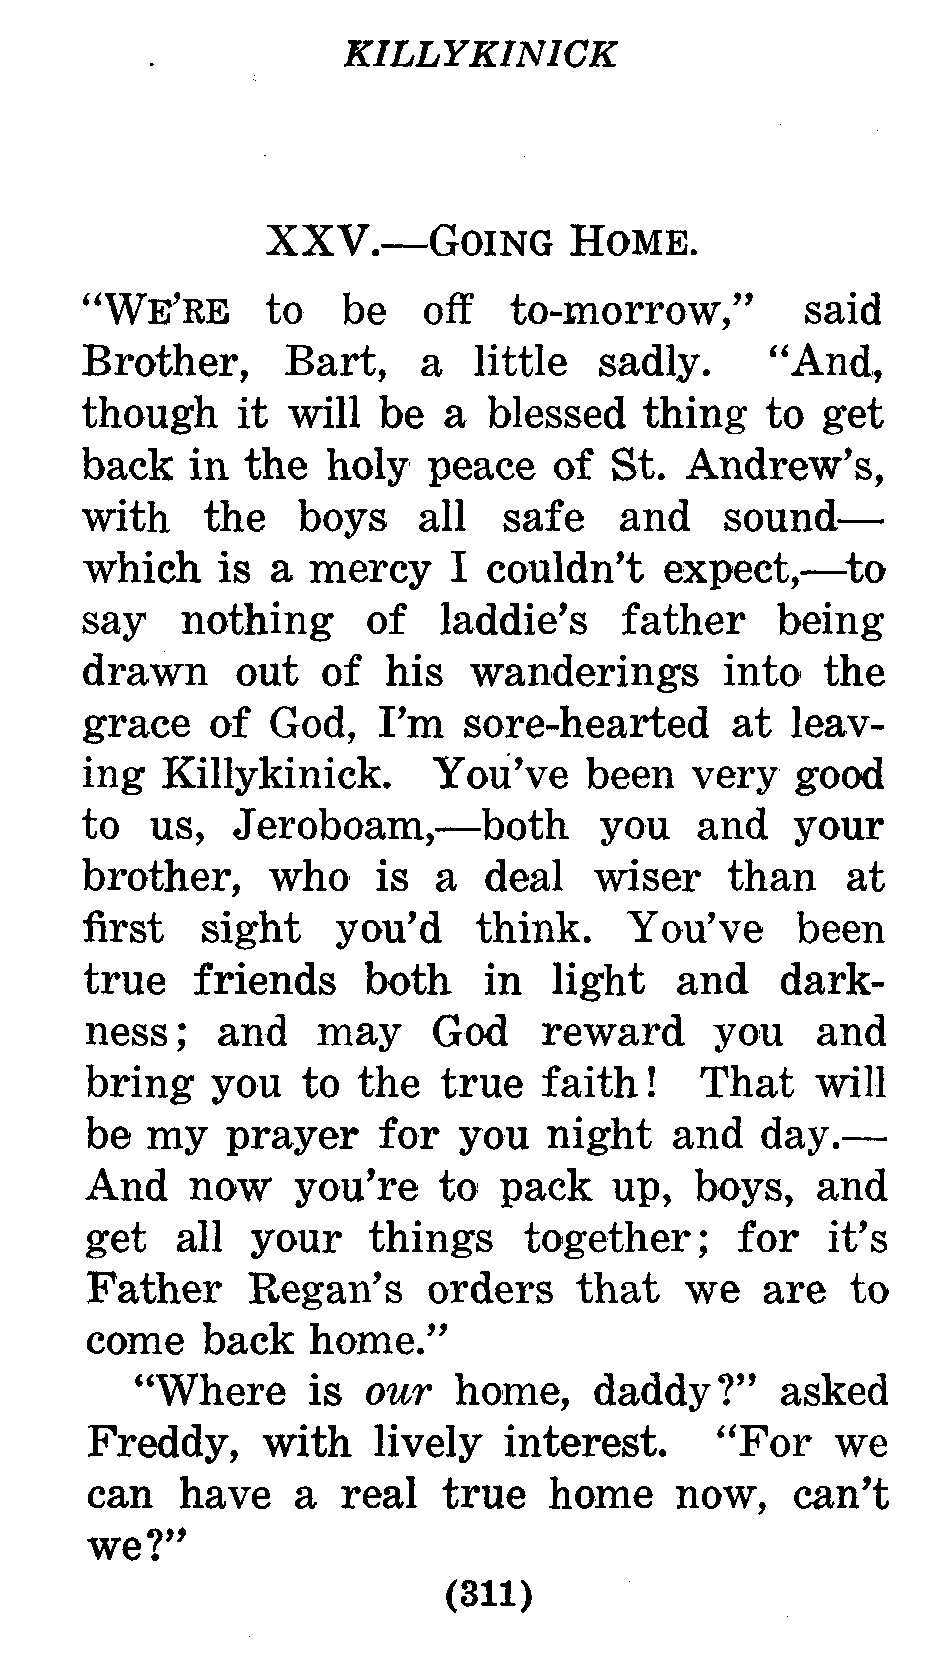 KILLYKINICK
XXV.—GOING HOME.
"WE'RE to be off to-morrow," said
Brother, Bart, a little sadly. "And,
though it will be a blessed thing to get
back in the holy peace of St. Andrew's,
with the boys all safe and sound—
which is a mercy I couldn't expect,—to
say nothing of laddie's father being
drawn out of his wanderings into the
grace of God, I'm sore-hearted at leav-
ing Killykinick. You've been very good
to us, Jeroboam,—both you and your
brother, who is a deal wiser than at
first sight you'd think. You've been
true friends both in light and dark-
ness; and may God reward you and
bring you to the true faith! That will
be my prayer for you night and day.—
And now you're to pack up, boys, and
get all your things together; for it's
Father Regan's orders that we are to
come back home."
"Where is our home, daddy?" asked
Freddy, with lively interest. "For we
can have a real true home now, can't
we?"
(311)